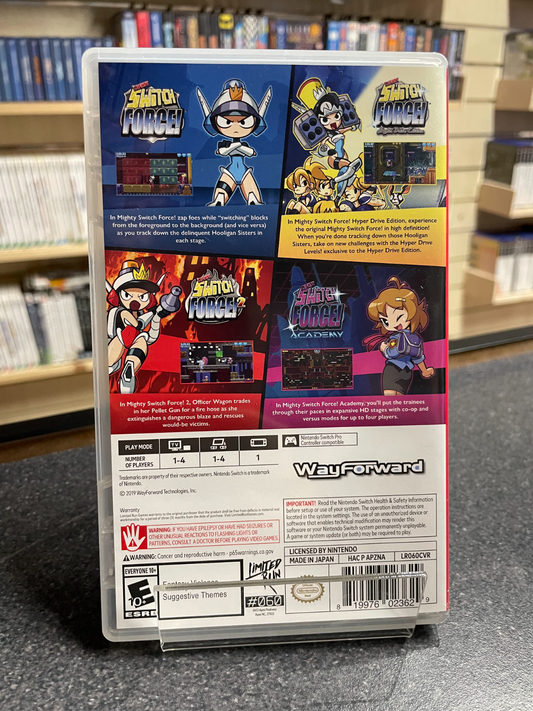 SWITCH
FORCE!
SWITCH
FORCE!
In Mighty Switch Force! zap foes while "switching" blocks
from the foreground to the background (and vice versa) as
you track down the delinquent Hooligan Sisters in
each stage.
In Mighty Switch Force! Hyper Drive Edition, experience
the original Mighty Switch Force! in high definition!
When you're done tracking down those Hooligan
Sisters, take on new challenges with the Hyper Drive
Levels! exclusive to the Hyper Drive Edition.
SWITCH
FORCE! 2
SWITCH
FORCE!
ACADEMY
In Mighty Switch Force! 2, Officer Wagon trades
in her Pellet Gun for a fire hose as she
extinguishes a dangerous blaze and rescues
would-be victims.
In Mighty Switch Force! Academy, you'll put the trainees
through their paces in expansive HD stages with co-op and
versus modes for up to four players.
PLAY MODE
TV
NUMBER
OF PLAYERS
1-4
1-4
1
Nintendo Switch Pro
Controller compatible
Trademarks are property of their respective owners. Nintendo Switch is a trademark
of Nintendo.
© 2019 WayForward Technologies, Inc.
WayForward
Warranty
IMPORTANT! Read the Nintendo Switch Health & Safety Information
before setup or use of your system. The operation instructions are
located in the system settings. The use of an unauthorized device or
software that enables technical modification may render this
software or your Nintendo Switch system permanently unplayable.
A game or system update (or both) may be required to play.
WARNING: IF YOU HAVE EPILEPSY OR HAVE HAD SEIZURES OR
OTHER UNUSUAL REACTIONS TO FLASHING LIGHTS OR
PATTERNS, CONSULT A DOCTOR BEFORE PLAYING VIDEO GAMES.
WARNING: Cancer and reproductive harm - p65warnings.ca.gov
LICENSED BY NINTENDO
MADE IN JAPAN
HAC P APZNA
LR060CVR
EVERYONE 10+
10+
ESRB
Fantasy Violence
Suggestive Themes
LIMITED
RUN
#060
Nintendo
8 19976 02362 9